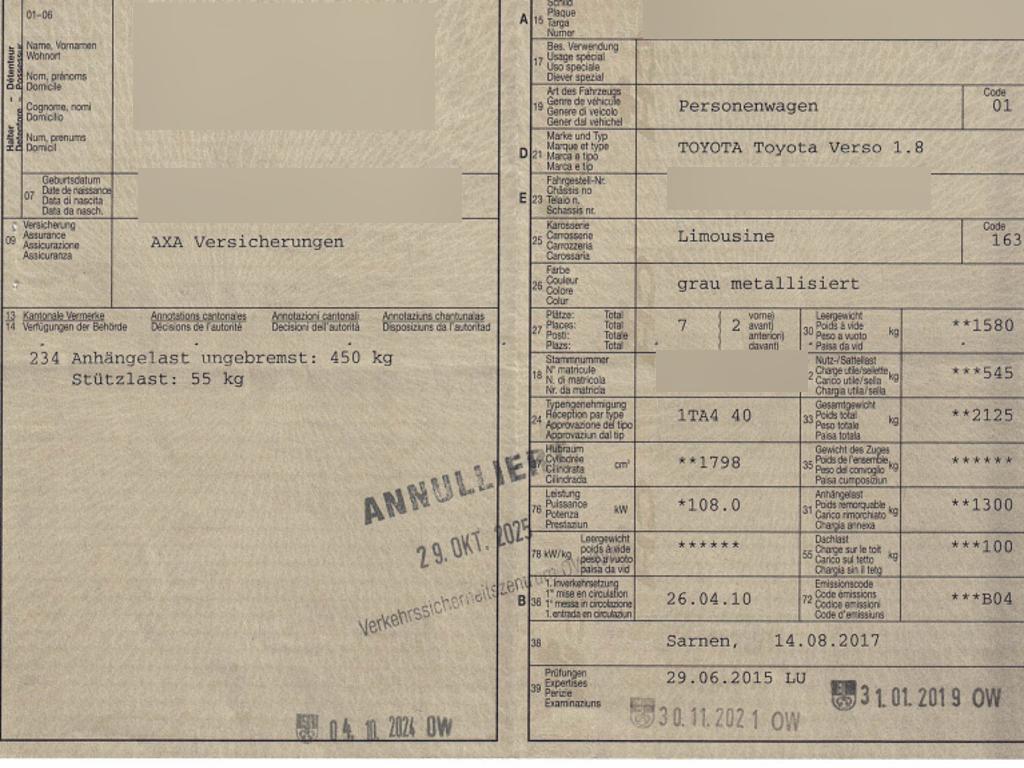 01-06
Halter - Détenteur
Detentore - Possessur
Name, Vornamen
Wohnort
Nom, prénoms
Domicile
Cognome, nomi
Domicilio
Num, prenums
Domicil
07
Geburtsdatum
Date de naissance
Data di nascita
Data da nasch.
09
Versicherung
Assurance
Assicurazione
Assicuranza
AXA Versicherungen
13 Kantonale Vermerke Annotations cantonales Annotazioni cantonali Annotaziuns chantunalas
14 Verfügungen der Behörde Décisions de l'autorité Decisioni dell'autorità Disposiziuns da l'autoritad
234 Anhängelast ungebremst: 450 kg
Stützlast: 55 kg
ANNULLIERT
29. OKT. 2025
Verkehrssicherheitszentrum
04. 10. 2024 OW
A 15
Schild
Plaque
Targa
Numer
17
Bes. Verwendung
Usage spécial
Uso speciale
Diever spezial
19
Art des Fahrzeugs
Genre de véhicule
Genere di veicolo
Gener dal vehichel
Personenwagen
Code
01
D 21
Marke und Typ
Marque et type
Marca e tipo
Marca e tip
TOYOTA Toyota Verso 1.8
E 23
Fahrgestell-Nr.
Châssis no
Telaio n.
Schassis nr.
25
Karosserie
Carrosserie
Carrozzeria
Carossaria
Limousine
Code
163
26
Farbe
Couleur
Colore
Colur
grau metallisiert
27
Plätze: Total
Places: Total
Posti: Totale
Plazs: Total
7 { 2
vorne)
avant)
anteriori)
davant)
30
Leergewicht
Poids à vide
Peso a vuoto
Paisa da vid
kg
**1580
18
Stammnummer
N° matricule
N. di matricola
Nr. da matricla
2
Nutz-/Sattellast
Charge utile/sellette
Carico utile/sella
Chargia utila/sella
kg
***545
24
Typengenehmigung
Réception par type
Approvazione del tipo
Approvaziun dal tip
1TA4 40
33
Gesamtgewicht
Poids total
Peso totale
Paisa totala
kg
**2125
37
Hubraum
Cylindrée
Cilindrata
Cilindrada
cm³
**1798
35
Gewicht des Zuges
Poids de l'ensemble
Peso del convoglio
Paisa cumposiziun
kg
******
76
Leistung
Puissance
Potenza
Prestaziun
kW
*108.0
31
Anhängelast
Poids remorquable
Carico rimorchiato
Chargia annexa
kg
**1300
78 kW/kg
Leergewicht
poids à vide
peso a vuoto
paisa da vid
******
55
Dachlast
Charge sur le toit
Carico sul tetto
Chargia sin il tetg
kg
***100
B 36
1. Inverkehrsetzung
1re mise en circulation
1a messa in circolazione
1. entrada en circulaziun
26.04.10
72
Emissionscode
Code émissions
Codice emissioni
Code d'emissiuns
***B04
38
Sarnen, 14.08.2017
39
Prüfungen
Expertises
Perizie
Examinaziuns
29.06.2015 LU
31.01.2019 OW
30.11.2021 OW